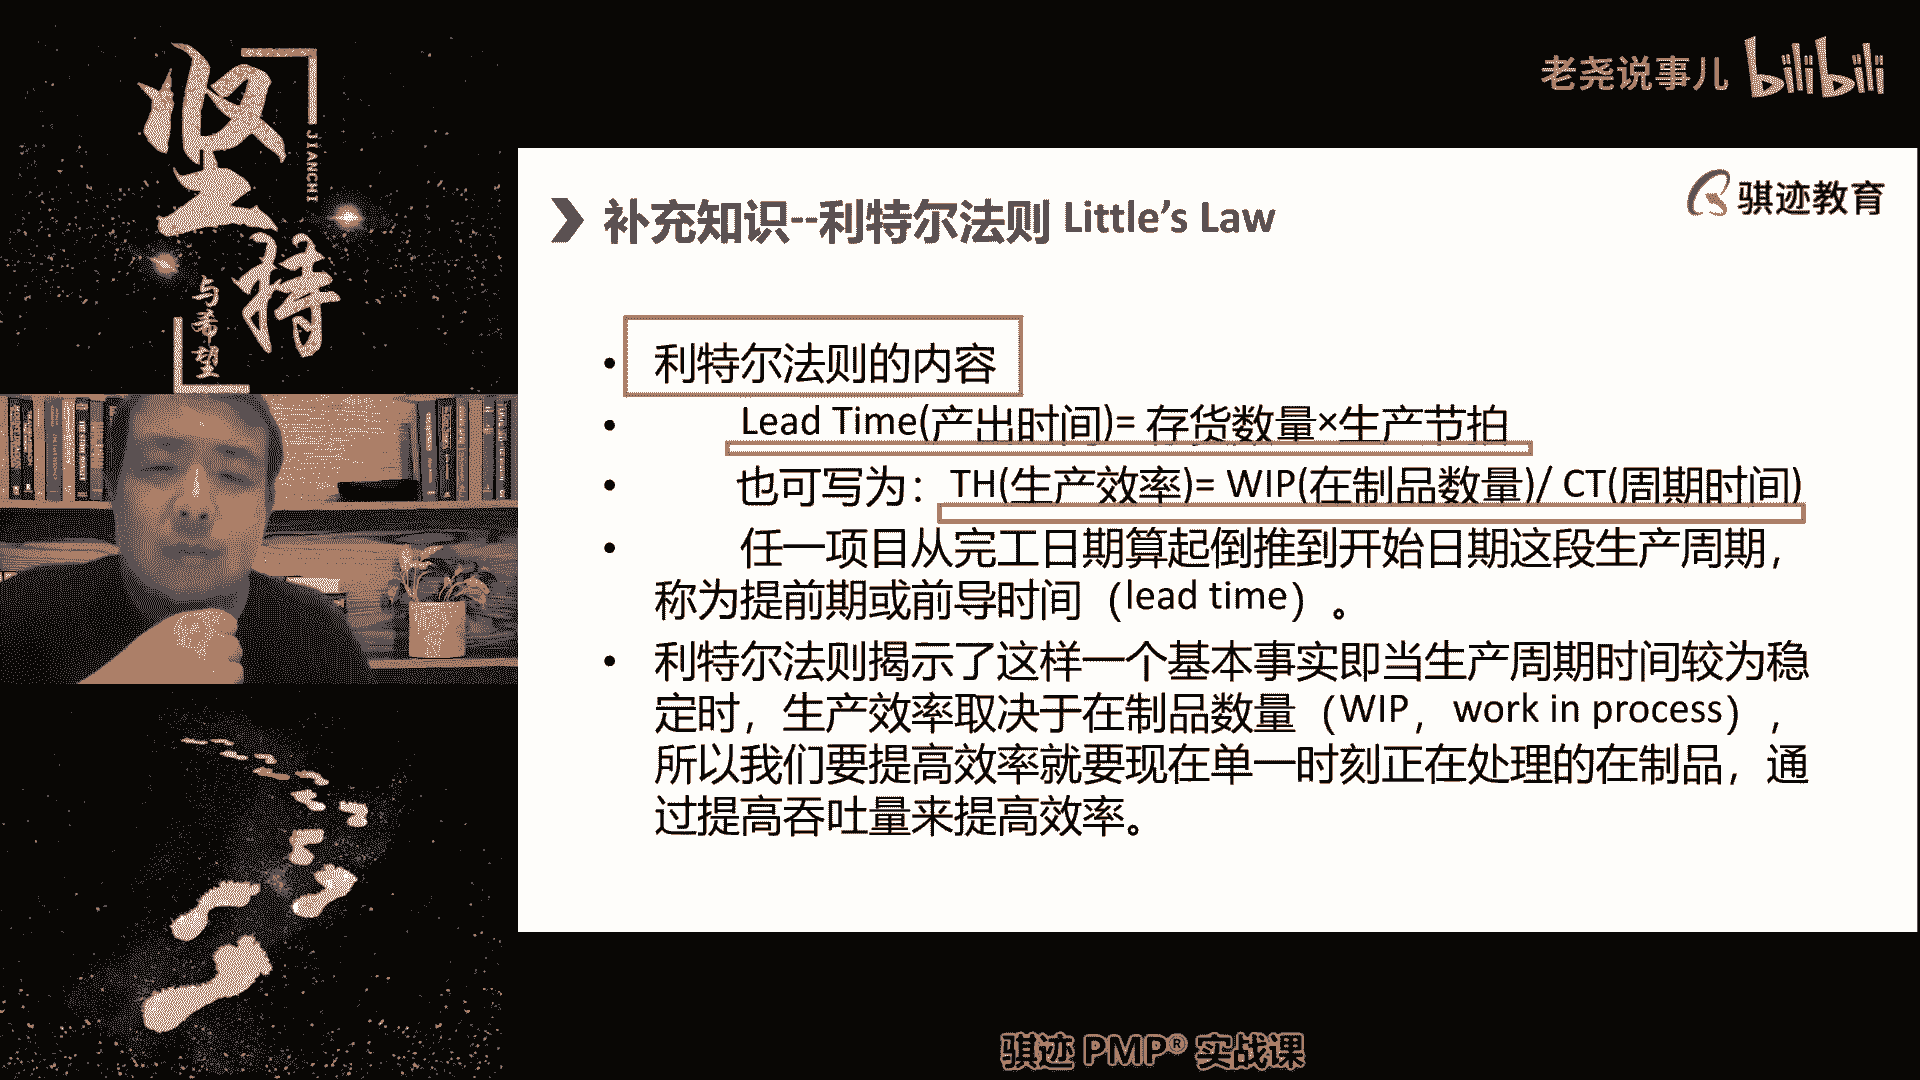 坚持
JIANCHI
与希望
老尧说事儿 bilibili
骐迹教育
补充知识--利特尔法则 Little's Law
• 利特尔法则的内容
• Lead Time(产出时间)= 存货数量×生产节拍
• 也可写为：TH(生产效率)= WIP(在制品数量)/ CT(周期时间)
• 任一项目从完工日期算起倒推到开始日期这段生产周期，
称为提前期或前导时间（lead time）。
• 利特尔法则揭示了这样一个基本事实即当生产周期时间较为稳
定时，生产效率取决于在制品数量（WIP，work in process），
所以我们要提高效率就要现在单一时刻正在处理的在制品，通
过提高吞吐量来提高效率。
骐迹 PMP® 实战课